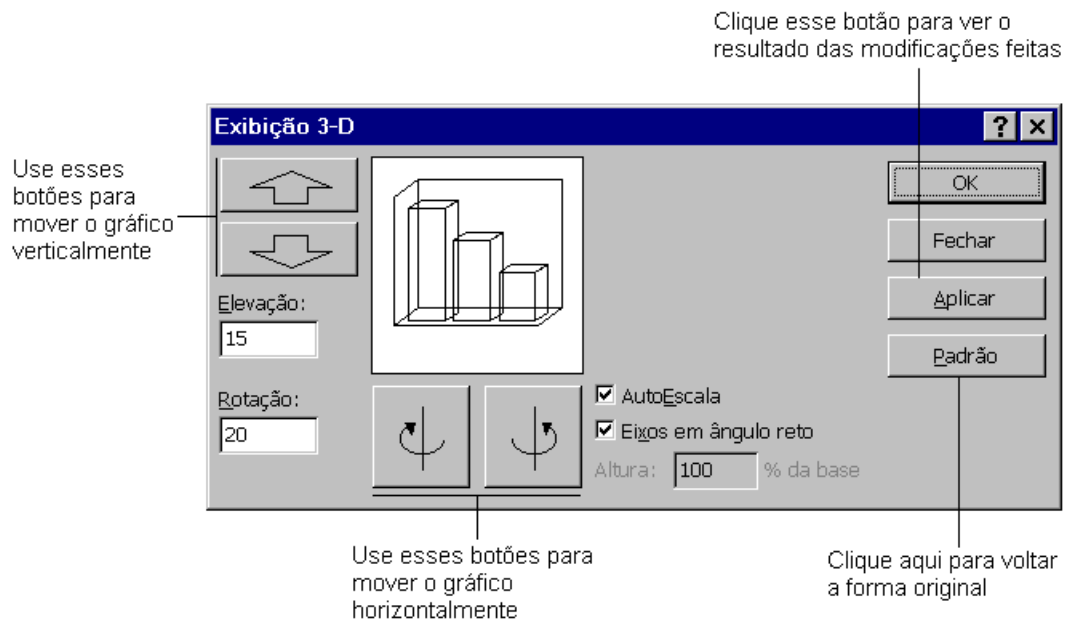 Clique esse botão para ver o
resultado das modificações feitas
Exibição 3-D
Use esses
botões para
mover o gráfico
verticalmente
OK
Fechar
Elevação:
15
Aplicar
Padrão
Rotação:
20
AutoEscala
Eixos em ângulo reto
Altura: 100 % da base
Use esses botões para
mover o gráfico
horizontalmente
Clique aqui para voltar
a forma original